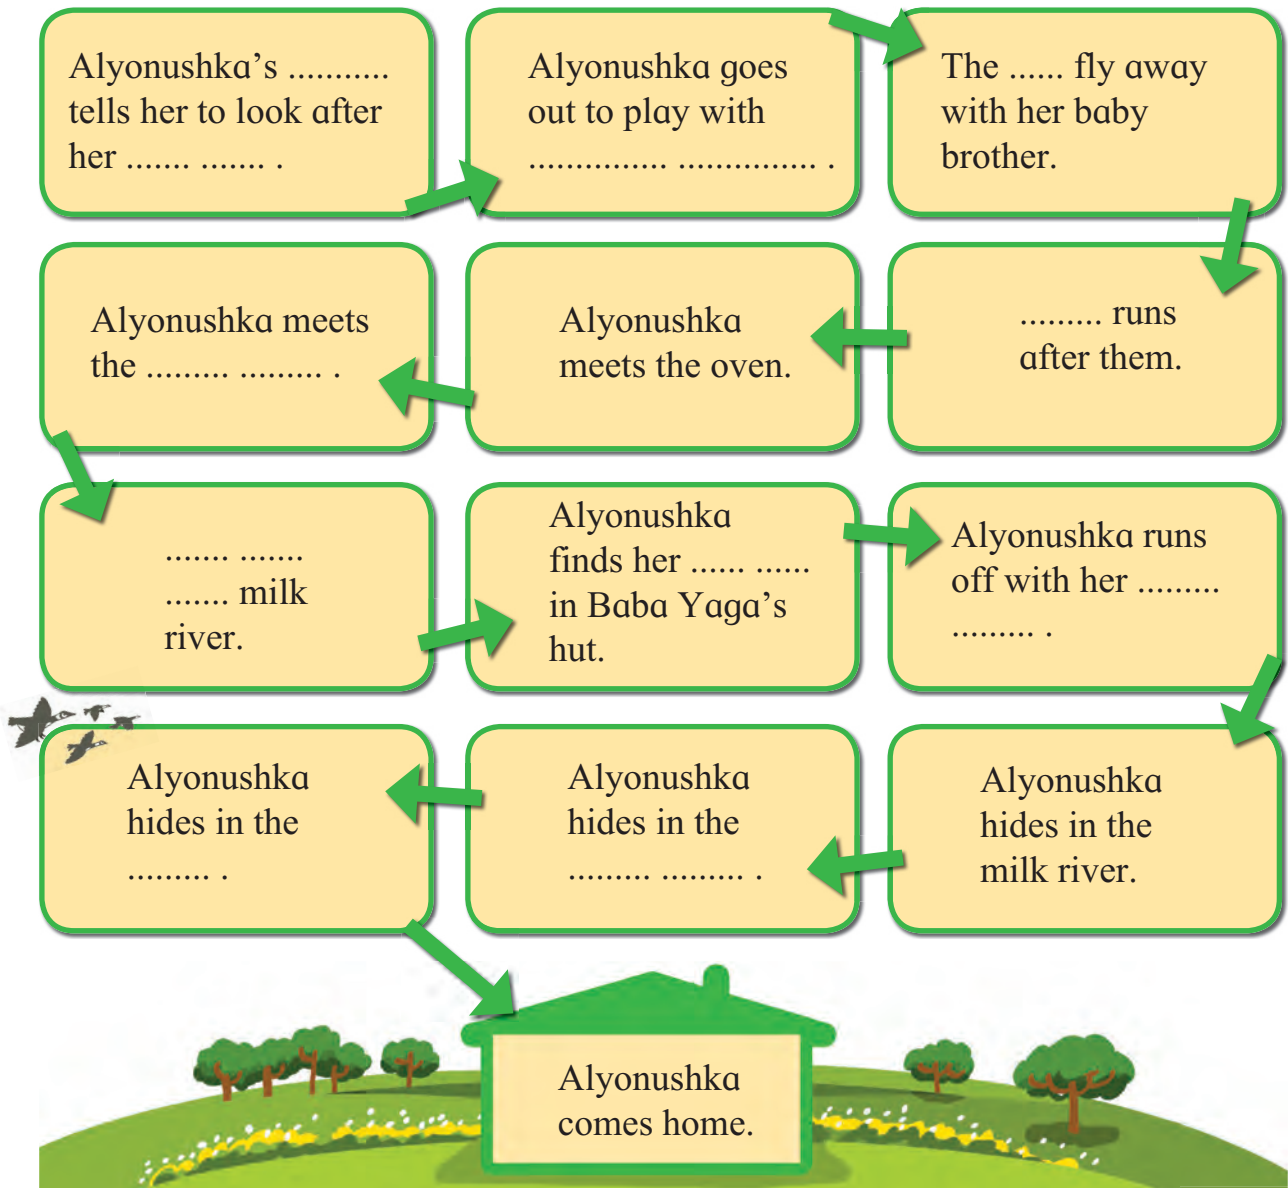 Alyonushka's ...........
tells her to look after
her ....... ....... .
Alyonushka goes
out to play with
............... ............... .
The ...... fly away
with her baby
brother.
......... runs
after them.
Alyonushka
meets the oven.
Alyonushka meets
the ......... ......... .
....... .......
....... milk
river.
Alyonushka
finds her ...... ......
in Baba Yaga's
hut.
Alyonushka runs
off with her .........
......... .
Alyonushka
hides in the
milk river.
Alyonushka
hides in the
......... ......... .
Alyonushka
hides in the
......... .
Alyonushka
comes home.